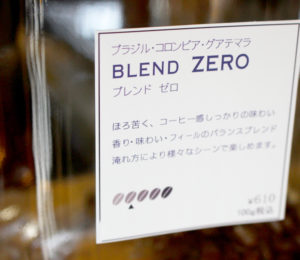 ブラジル・コロンビア・グアテマラ
BLEND ZERO
ブレンド ゼロ
ほろ苦く、コーヒー感しっかりの味わい
香り・味わい・フィールのバランスブレンド
淹れ方により様々なシーンで楽しめます。
¥610
100g税込